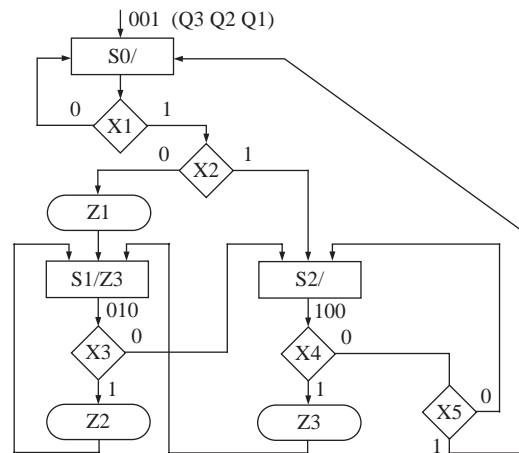 001 (Q3 Q2 Q1)
S0/
0 1
X1
0 1
X2
Z1
S1/Z3 S2/
010 100
0 0
X3 X4
1 1 0
Z2 Z3 X5
1